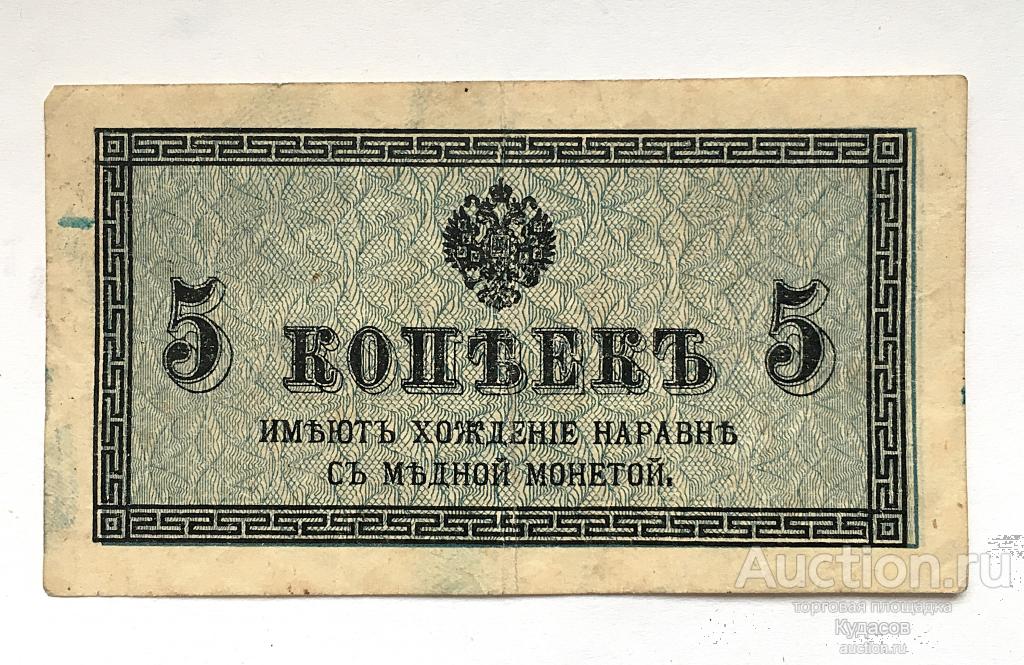 5 КОПѢЕКЪ 5
ИМѢЮТЪ ХОЖДЕНІЕ НАРАВНѢ
СЪ МѢДНОЙ МОНЕТОЙ.
Auction.ru
торговая площадка
Кудасов
auction.ru